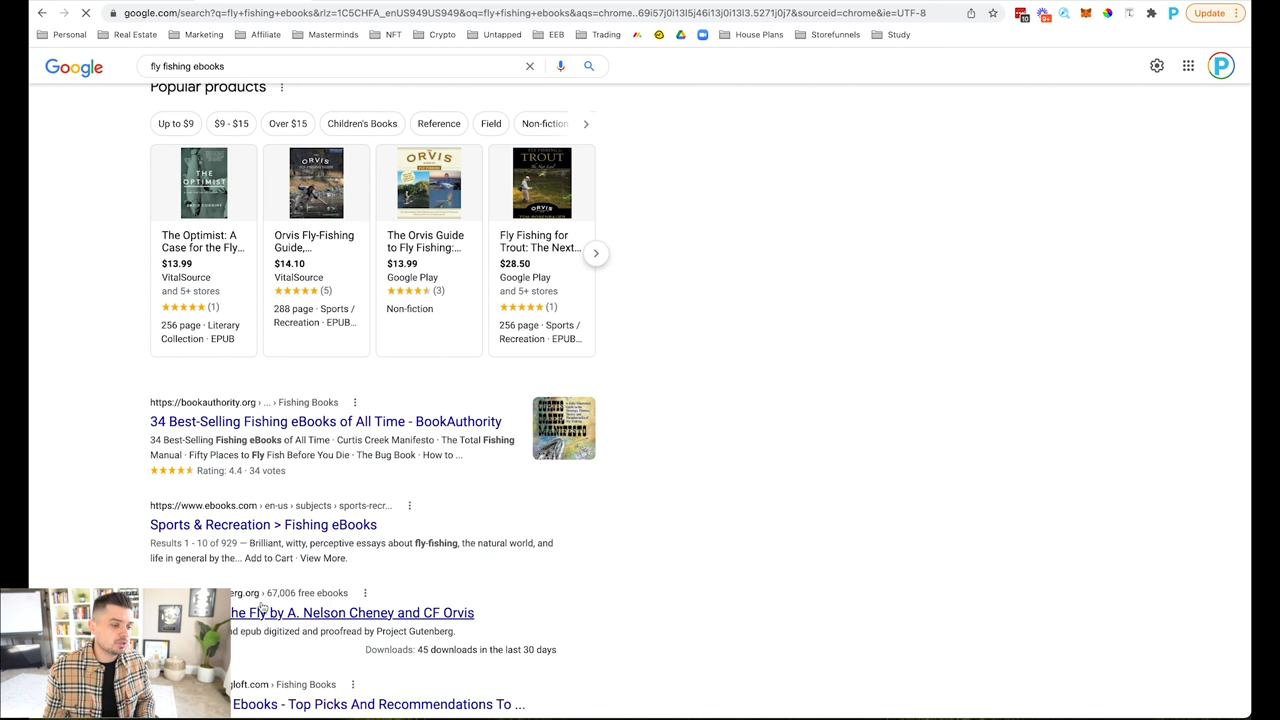 google.com/search?q=fly+fishing+ebooks&rlz=1C5CHFA_enUS949US949&oq=fly+fishing+ebooks&aqs=chrome..69i57j0i13l5j46i13j0i13l3.5271j0j7&sourceid=chrome&ie=UTF-8
10
9+
Update
Personal
Real Estate
Marketing
Affiliate
Masterminds
NFT
Crypto
Untapped
EEB
Trading
House Plans
Storefunnels
Study
Google
fly fishing ebooks
P
Popular products
Up to $9
$9 - $15
Over $15
Children's Books
Reference
Field
Non-fiction
THE
OPTIMIST
ORVIS
ORVIS
TROUT
ORVIS
The Optimist: A
Case for the Fly...
$13.99
VitalSource
and 5+ stores
(1)
256 page · Literary
Collection · EPUB
Orvis Fly-Fishing
Guide,...
$14.10
VitalSource
(5)
288 page · Sports /
Recreation · EPUB...
The Orvis Guide
to Fly Fishing:...
$13.99
Google Play
(3)
Non-fiction
Fly Fishing for
Trout: The Next...
$28.50
Google Play
and 5+ stores
(1)
256 page · Sports /
Recreation · EPUB...
https://bookauthority.org › ... › Fishing Books
34 Best-Selling Fishing eBooks of All Time - BookAuthority
34 Best-Selling Fishing eBooks of All Time · Curtis Creek Manifesto · The Total Fishing
Manual · Fifty Places to Fly Fish Before You Die · The Bug Book · How to ...
Rating: 4.4 · 34 votes
CURTIS
CREEK
MANIFESTO
https://www.ebooks.com › en-us › subjects › sports-recr...
Sports & Recreation > Fishing eBooks
Results 1 - 10 of 929 — Brilliant, witty, perceptive essays about fly-fishing, the natural world, and
life in general by the... Add to Cart · View More.
erg.org › 67,006 free ebooks
he Fly by A. Nelson Cheney and CF Orvis
d epub digitized and proofread by Project Gutenberg.
Downloads: 45 downloads in the last 30 days
gloft.com › Fishing Books
Ebooks - Top Picks And Recommendations To ...